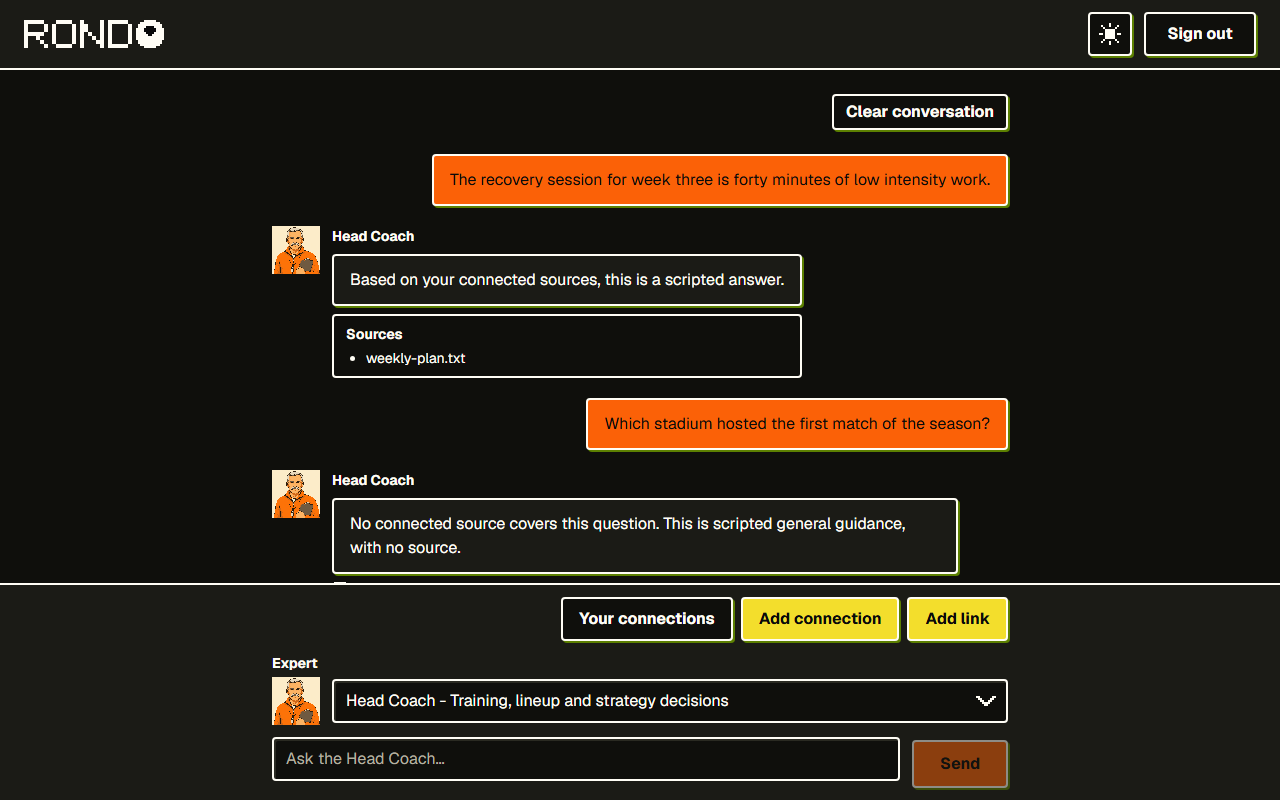 RONDO
Sign out
Clear conversation
The recovery session for week three is forty minutes of low intensity work.
Head Coach
Based on your connected sources, this is a scripted answer.
Sources
• weekly-plan.txt
Which stadium hosted the first match of the season?
Head Coach
No connected source covers this question. This is scripted general guidance,
with no source.
Your connections
Add connection
Add link
Expert
Head Coach - Training, lineup and strategy decisions
Ask the Head Coach...
Send